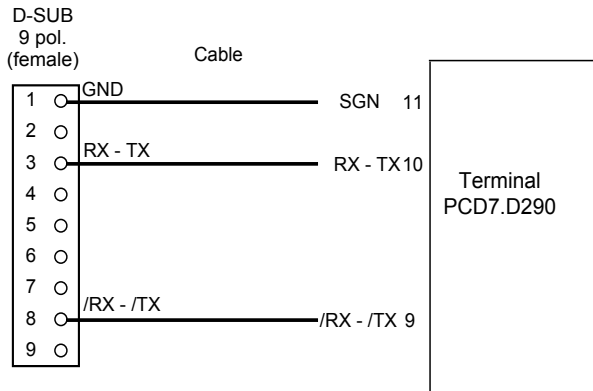 D-SUB
9 pol.
(female)
Cable
1 GND SGN 11
2
3 RX - TX RX - TX 10
4
5
6
7
8 /RX - /TX /RX - /TX 9
9
Terminal
PCD7.D290